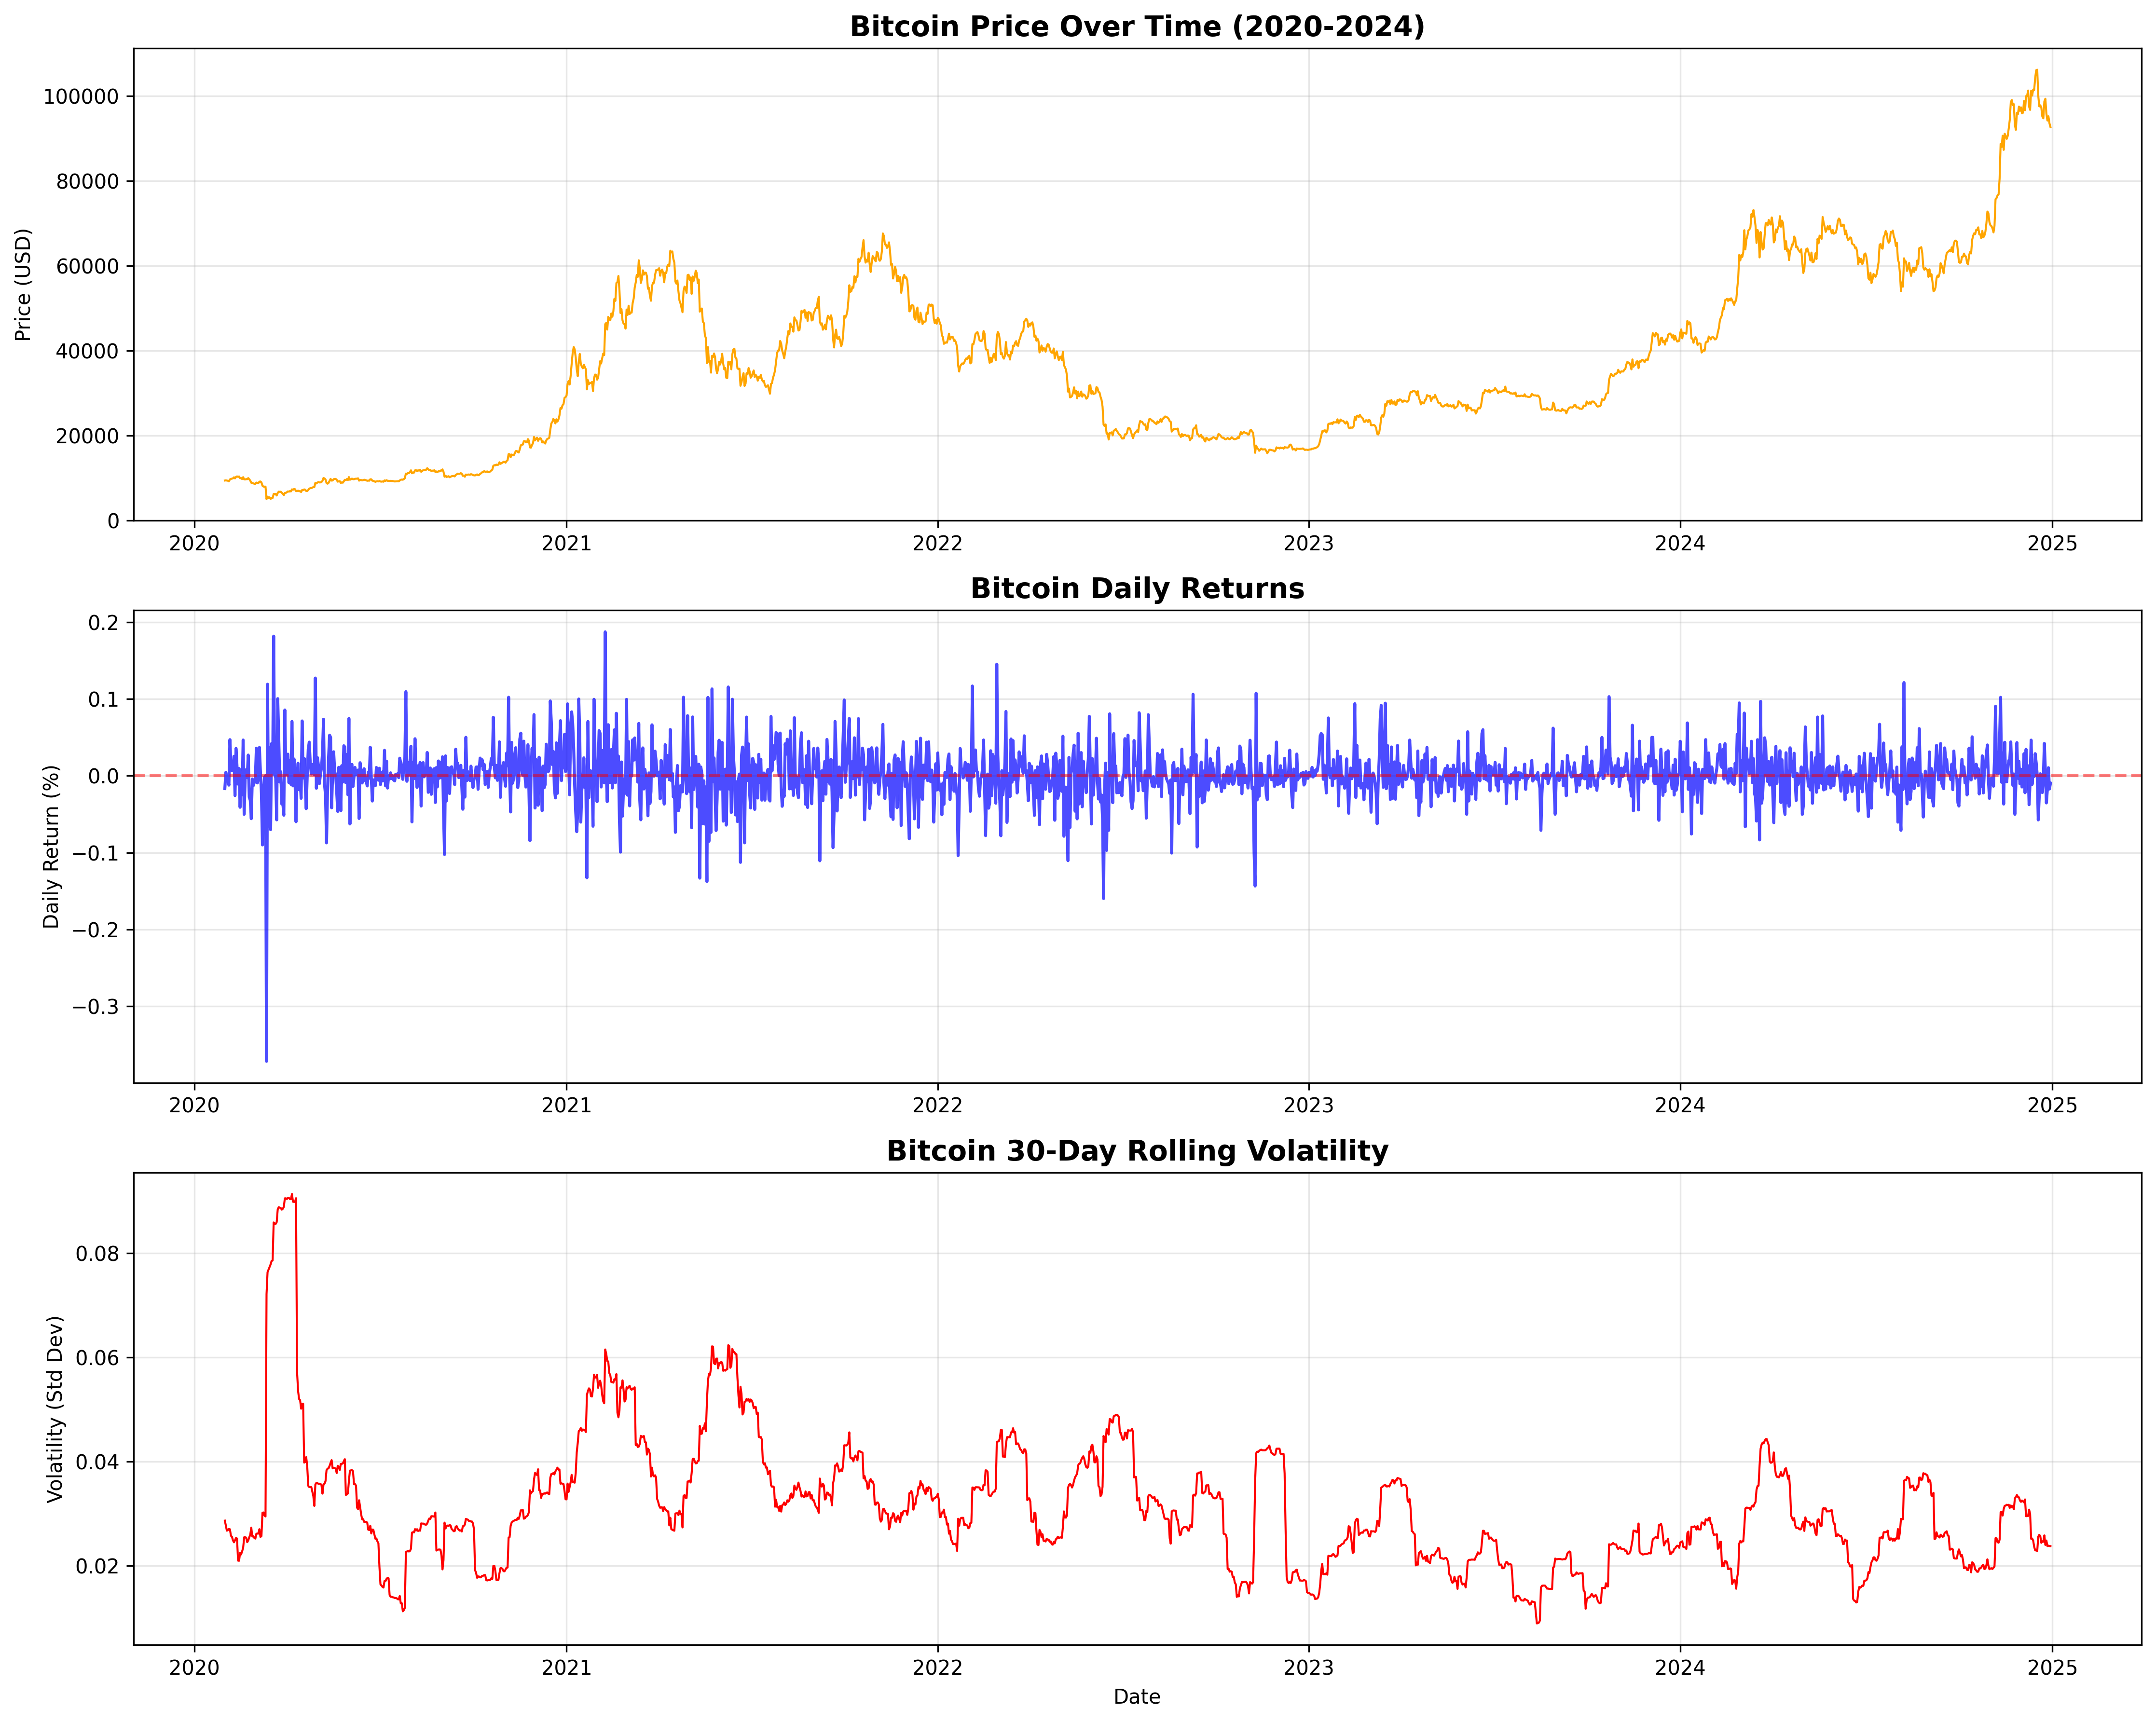 Bitcoin Price Over Time (2020-2024)
Price (USD)
100000
80000
60000
40000
20000
0
2020 2021 2022 2023 2024 2025
Bitcoin Daily Returns
Daily Return (%)
0.2
0.1
0.0
−0.1
−0.2
−0.3
2020 2021 2022 2023 2024 2025
Bitcoin 30-Day Rolling Volatility
Volatility (Std Dev)
0.08
0.06
0.04
0.02
2020 2021 2022 2023 2024 2025
Date